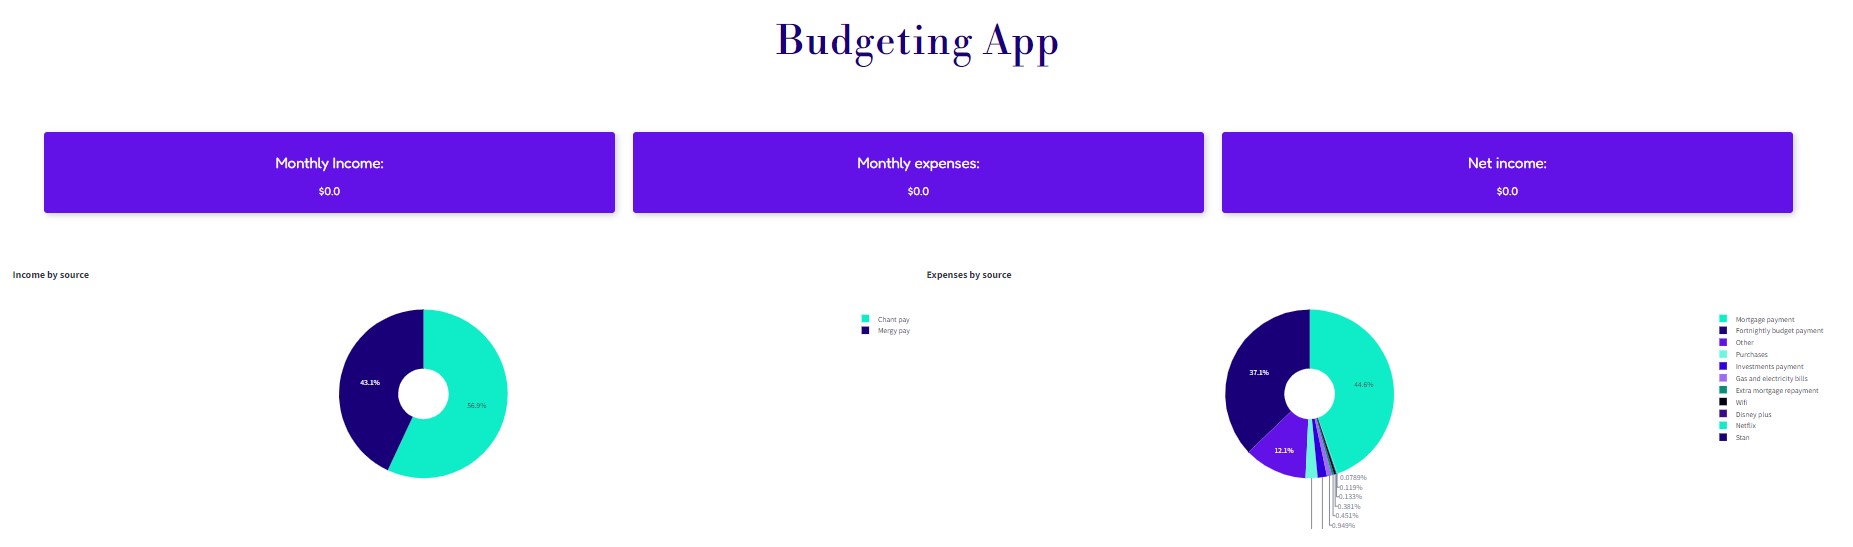 Budgeting App
Monthly Income:
$0.0
Monthly expenses:
$0.0
Net income:
$0.0
Income by source
43.1%
56.9%
Chant pay
Mergy pay
Expenses by source
37.1%
44.6%
12.1%
0.0789%
0.119%
0.133%
0.381%
0.451%
0.949%
Mortgage payment
Fortnightly budget payment
Other
Purchases
Investments payment
Gas and electricity bills
Extra mortgage repayment
Wifi
Disney plus
Netflix
Stan